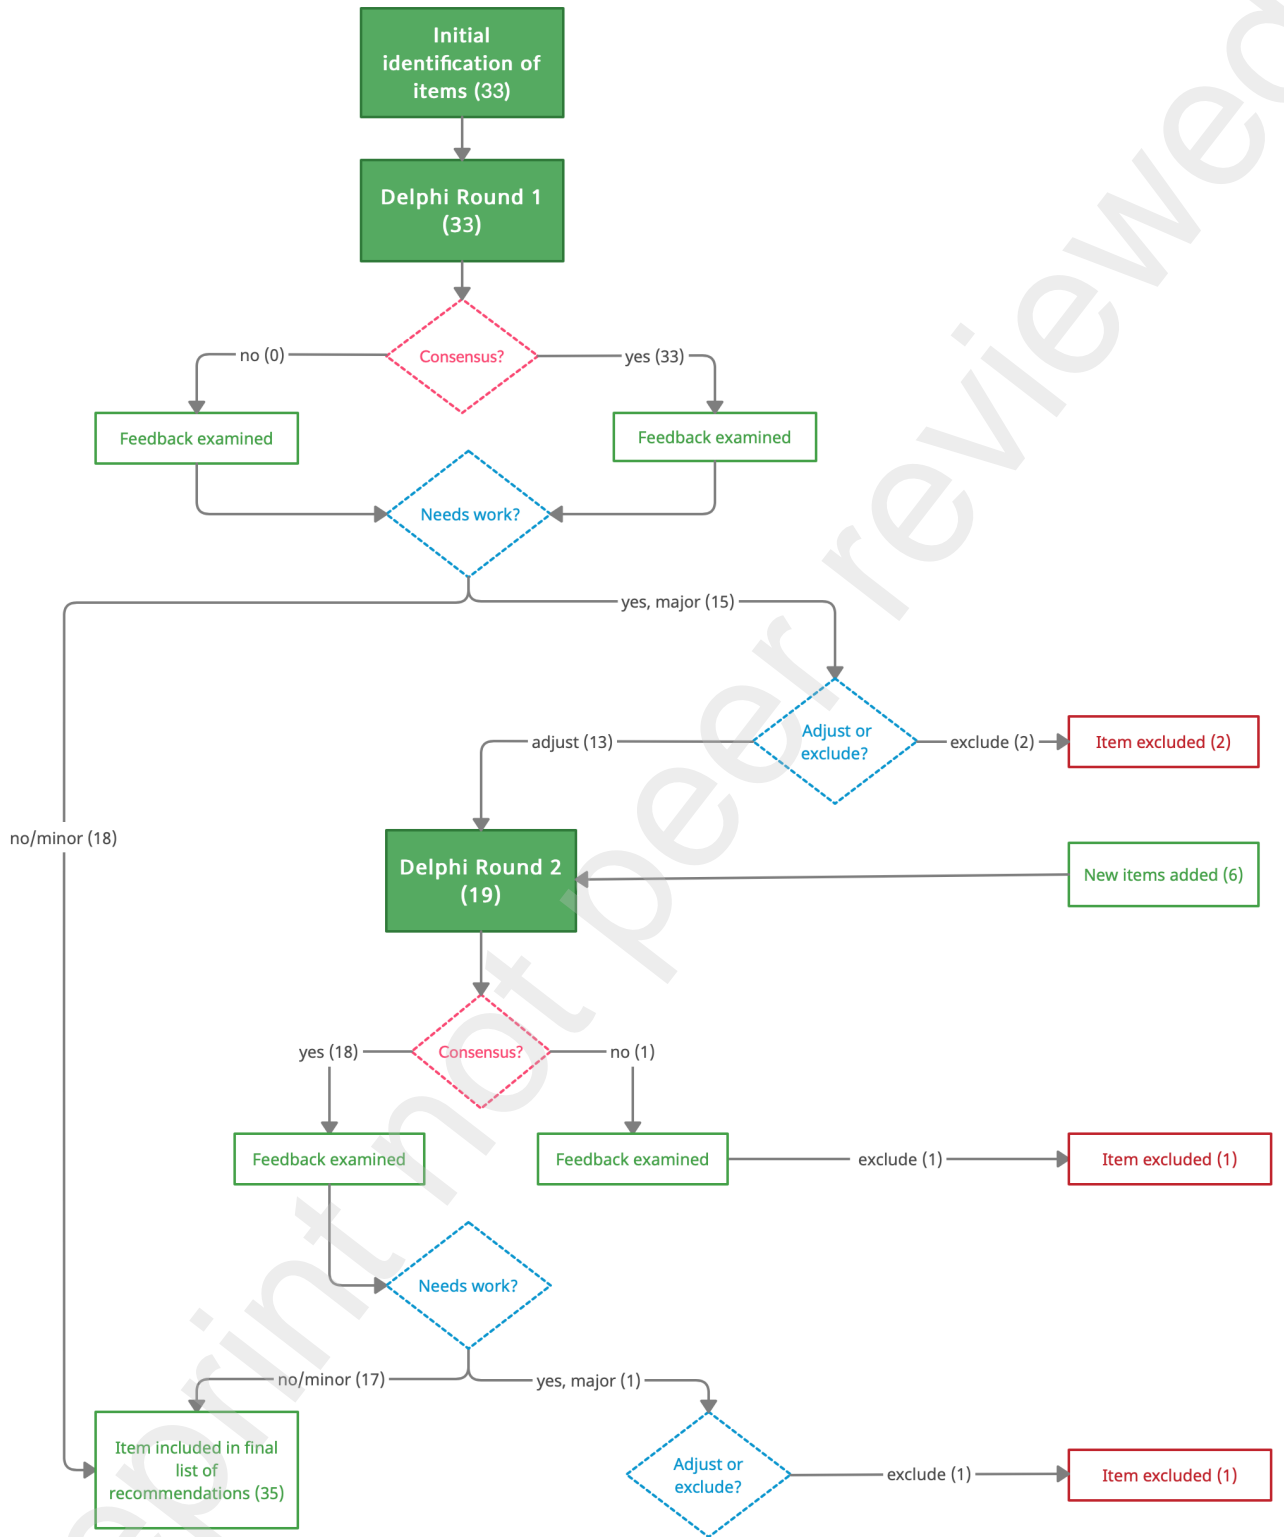 Initial
identification of
items (33)
Delphi Round 1
(33)
Consensus?
no (0)
yes (33)
Feedback examined
Feedback examined
Needs work?
yes, major (15)
no/minor (18)
Adjust or
exclude?
adjust (13)
exclude (2)
Item excluded (2)
Delphi Round 2
(19)
New items added (6)
Consensus?
yes (18)
no (1)
Feedback examined
Feedback examined
exclude (1)
Item excluded (1)
Needs work?
no/minor (17)
yes, major (1)
Item included in final
list of
recommendations (35)
Adjust or
exclude?
exclude (1)
Item excluded (1)
eprint not peer reviewed